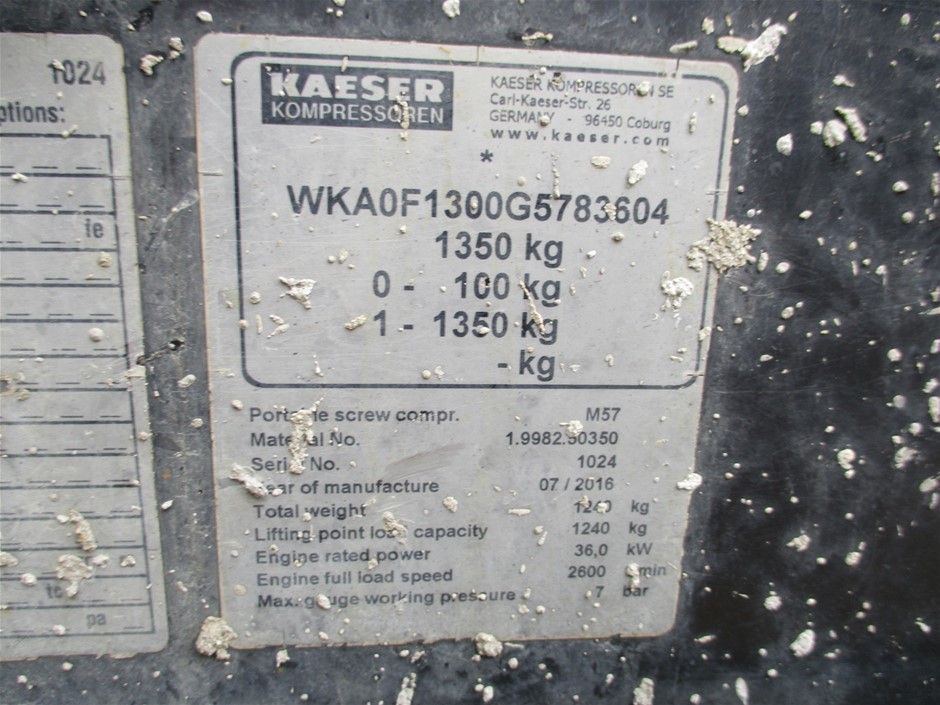 1024
ptions:
te
pa
KAESER
KOMPRESSOREN
KAESER KOMPRESSOREN SE
Carl-Kaeser-Str. 26
GERMANY - 96450 Coburg
www.kaeser.com
*
WKA0F1300G5783604
1350 kg
0 - 100 kg
1 - 1350 kg
- kg
Portable screw compr. M57
Material No.
Serial No. 1024
Year of manufacture 07 / 2016
Total weight kg
Lifting point load capacity 1240 kg
Engine rated power 36,0 kW
Engine full load speed 2600
Max. gauge working pressure 7 bar